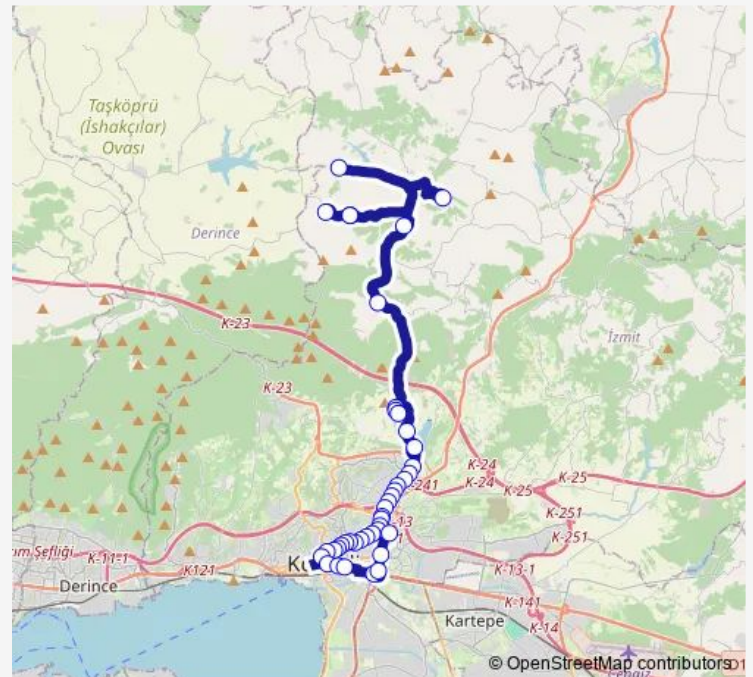 Taşköprü
(İshakçılar)
Ovası
Derince
K-23
İzmit
K-23
K-24
K-241
K-24
K-25
K-25
K-251
K-13
K-251
K-11-1
K121
K-13-1
Derince
K-141
Kartepe
K-14
© OpenStreetMap contributors